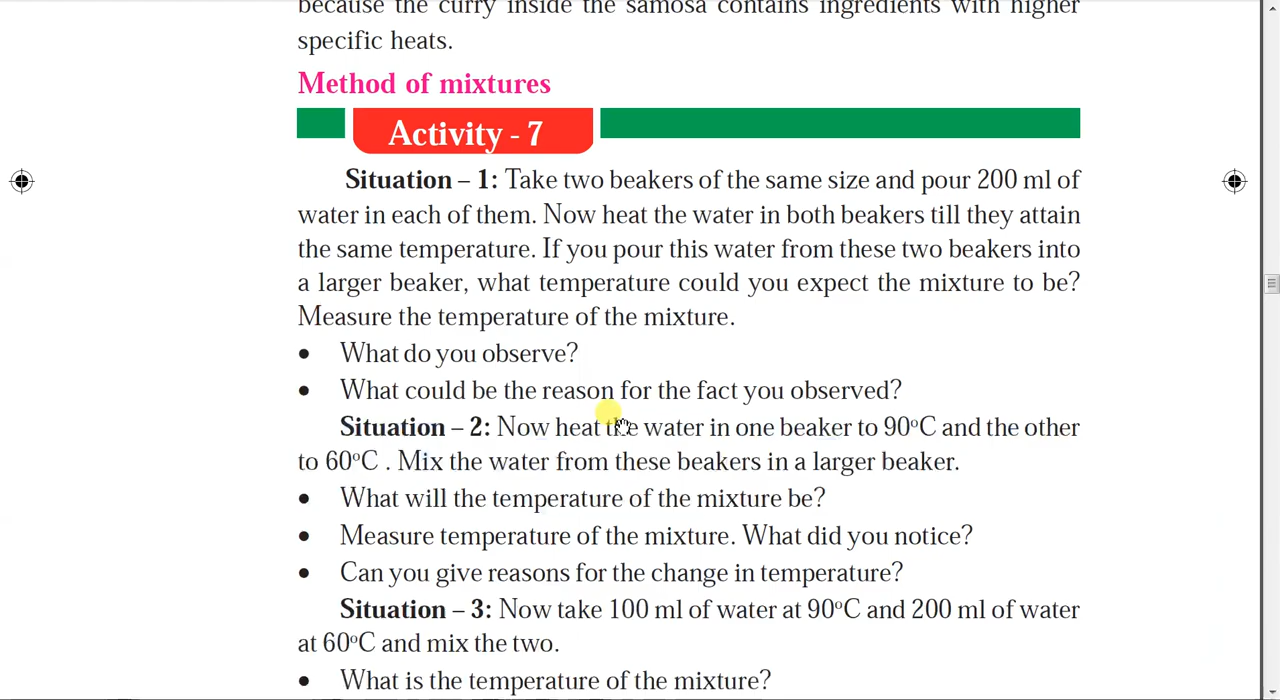 because the curry inside the samosa contains ingredients with higher
specific heats.
Method of mixtures
Activity - 7
Situation – 1: Take two beakers of the same size and pour 200 ml of
water in each of them. Now heat the water in both beakers till they attain
the same temperature. If you pour this water from these two beakers into
a larger beaker, what temperature could you expect the mixture to be?
Measure the temperature of the mixture.
• What do you observe?
• What could be the reason for the fact you observed?
Situation – 2: Now heat the water in one beaker to 90ºC and the other
to 60ºC . Mix the water from these beakers in a larger beaker.
• What will the temperature of the mixture be?
• Measure temperature of the mixture. What did you notice?
• Can you give reasons for the change in temperature?
Situation – 3: Now take 100 ml of water at 90ºC and 200 ml of water
at 60ºC and mix the two.
• What is the temperature of the mixture?